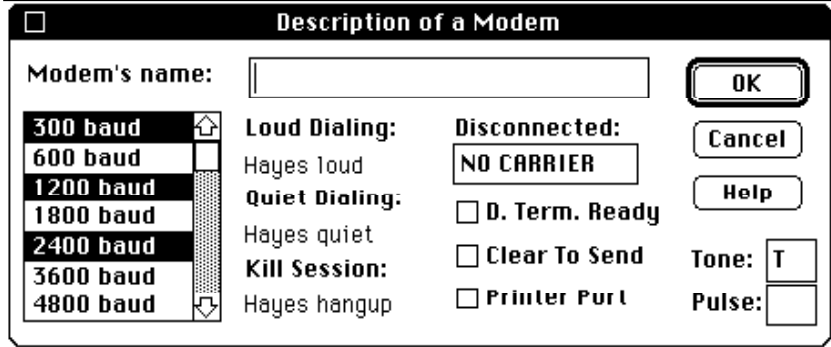 Description of a Modem
Modem's name:
OK
300 baud
600 baud
1200 baud
1800 baud
2400 baud
3600 baud
4800 baud
Loud Dialing:
Hayes loud
Quiet Dialing:
Hayes quiet
Kill Session:
Hayes hangup
Disconnected:
NO CARRIER
D. Term. Ready
Clear To Send
Printer Port
Cancel
Help
Tone: T
Pulse: